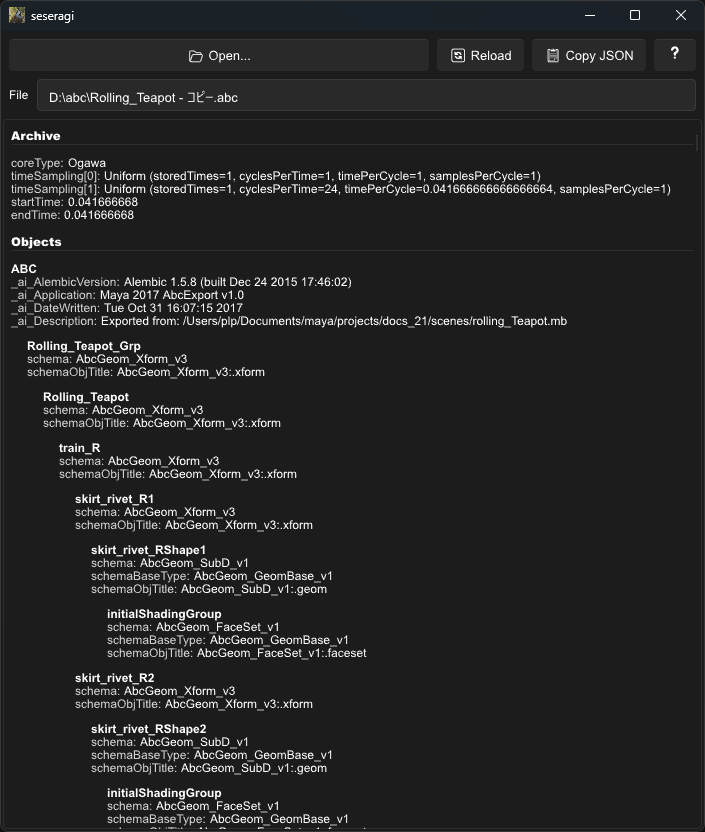 seseragi
Open...
Reload
Copy JSON
?
File
D:\abc\Rolling_Teapot - コピー.abc
Archive
coreType: Ogawa
timeSampling[0]: Uniform (storedTimes=1, cyclesPerTime=1, timePerCycle=1, samplesPerCycle=1)
timeSampling[1]: Uniform (storedTimes=1, cyclesPerTime=24, timePerCycle=0.041666666666666664, samplesPerCycle=1)
startTime: 0.041666668
endTime: 0.041666668
Objects
ABC
_ai_AlembicVersion: Alembic 1.5.8 (built Dec 24 2015 17:46:02)
_ai_Application: Maya 2017 AbcExport v1.0
_ai_DateWritten: Tue Oct 31 16:07:15 2017
_ai_Description: Exported from: /Users/plp/Documents/maya/projects/docs_21/scenes/rolling_Teapot.mb
Rolling_Teapot_Grp
schema: AbcGeom_Xform_v3
schemaObjTitle: AbcGeom_Xform_v3:.xform
Rolling_Teapot
schema: AbcGeom_Xform_v3
schemaObjTitle: AbcGeom_Xform_v3:.xform
train_R
schema: AbcGeom_Xform_v3
schemaObjTitle: AbcGeom_Xform_v3:.xform
skirt_rivet_R1
schema: AbcGeom_Xform_v3
schemaObjTitle: AbcGeom_Xform_v3:.xform
skirt_rivet_RShape1
schema: AbcGeom_SubD_v1
schemaBaseType: AbcGeom_GeomBase_v1
schemaObjTitle: AbcGeom_SubD_v1:.geom
initialShadingGroup
schema: AbcGeom_FaceSet_v1
schemaBaseType: AbcGeom_GeomBase_v1
schemaObjTitle: AbcGeom_FaceSet_v1:.faceset
skirt_rivet_R2
schema: AbcGeom_Xform_v3
schemaObjTitle: AbcGeom_Xform_v3:.xform
skirt_rivet_RShape2
schema: AbcGeom_SubD_v1
schemaBaseType: AbcGeom_GeomBase_v1
schemaObjTitle: AbcGeom_SubD_v1:.geom
initialShadingGroup
schema: AbcGeom_FaceSet_v1
schemaBaseType: AbcGeom_GeomBase_v1